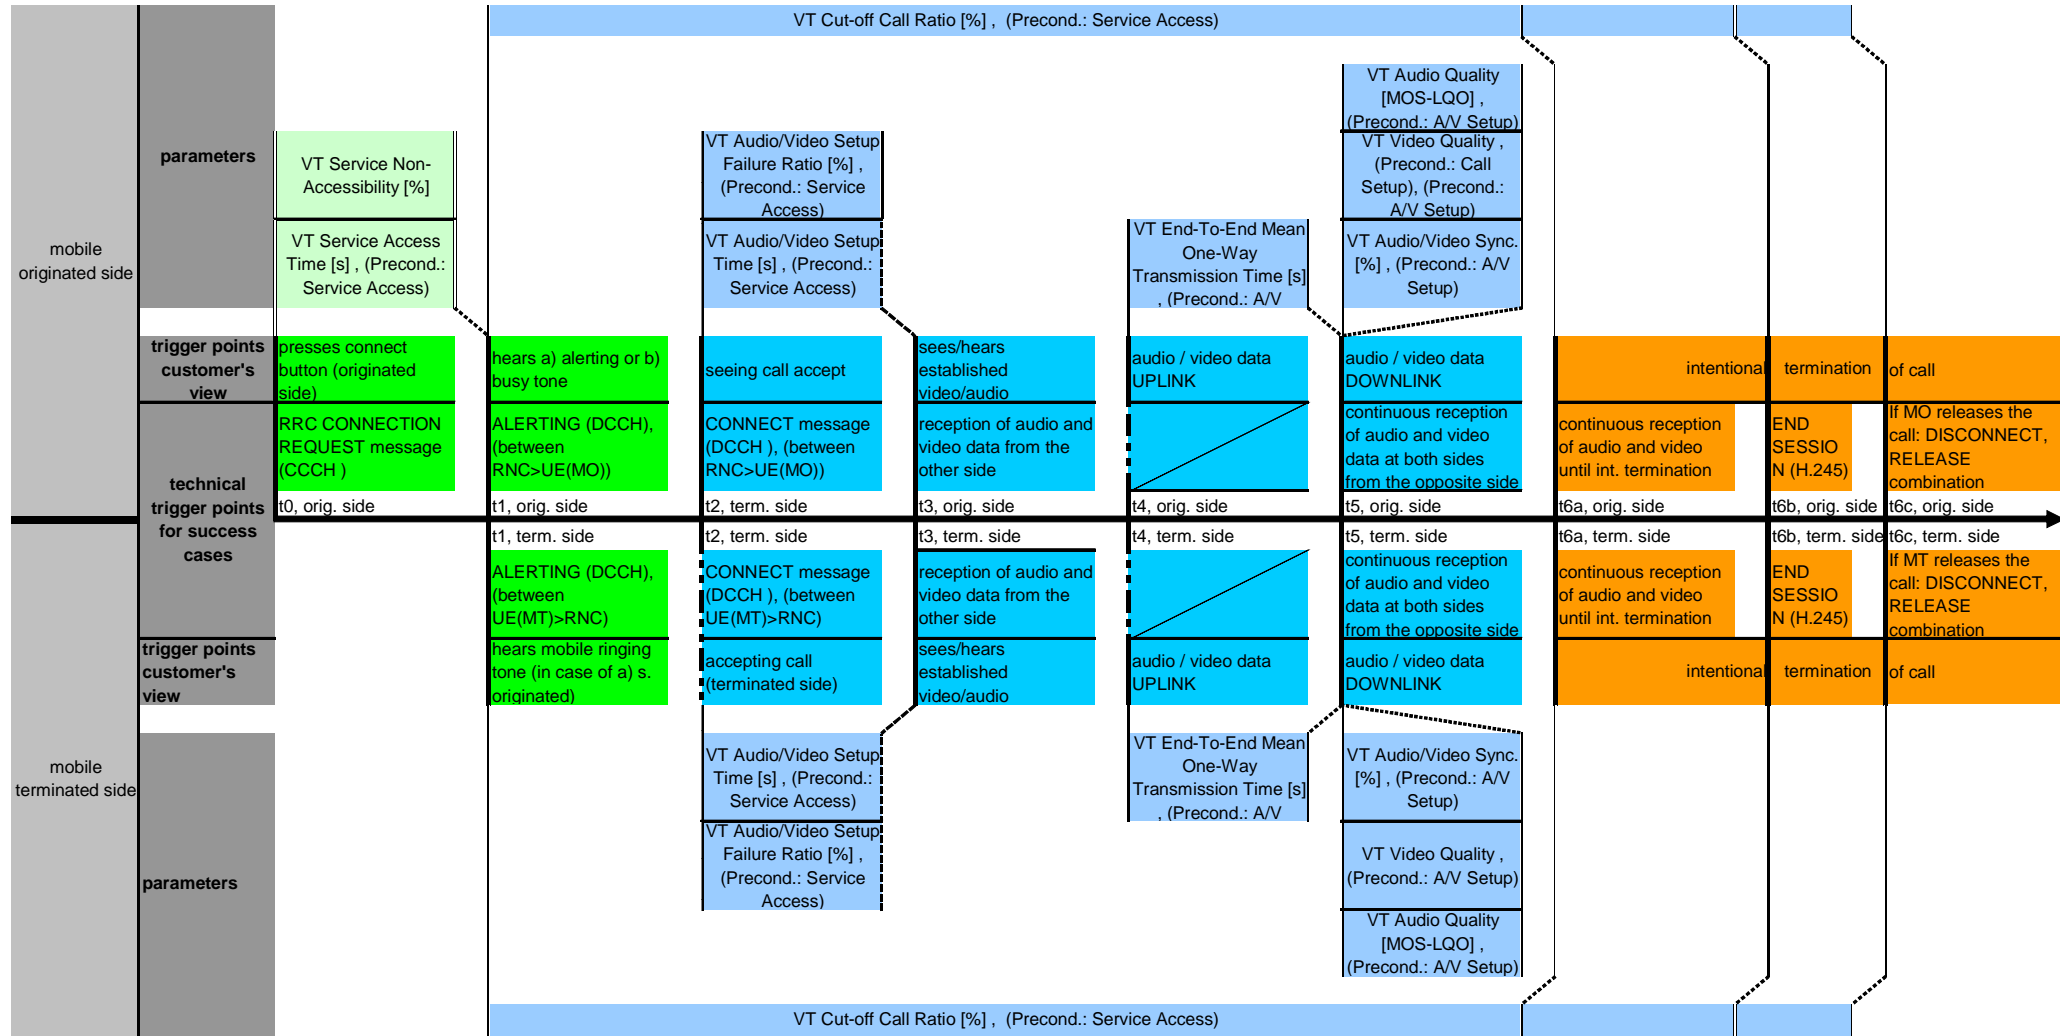 VT Cut-off Call Ratio [%] , (Precond.: Service Access)
mobile
originated side
parameters
VT Service Non-
Accessibility [%]
VT Service Access
Time [s] , (Precond.:
Service Access)
VT Audio/Video Setup
Failure Ratio [%] ,
(Precond.: Service
Access)
VT Audio/Video Setup
Time [s] , (Precond.:
Service Access)
VT End-To-End Mean
One-Way
Transmission Time [s]
, (Precond.: A/V
VT Audio Quality
[MOS-LQO] ,
(Precond.: A/V Setup)
VT Video Quality ,
(Precond.: Call
Setup), (Precond.:
A/V Setup)
VT Audio/Video Sync.
[%] , (Precond.: A/V
Setup)
trigger points
customer's
view
presses connect
button (originated
side)
hears a) alerting or b)
busy tone
seeing call accept
sees/hears
established
video/audio
audio / video data
UPLINK
audio / video data
DOWNLINK
intentional
termination
of call
technical
trigger points
for success
cases
RRC CONNECTION
REQUEST message
(CCCH )
ALERTING (DCCH),
(between
RNC>UE(MO))
CONNECT message
(DCCH ), (between
RNC>UE(MO))
reception of audio and
video data from the
other side
continuous reception
of audio and video
data at both sides
from the opposite side
continuous reception
of audio and video
until int. termination
END
SESSIO
N (H.245)
If MO releases the
call: DISCONNECT,
RELEASE
combination
t0, orig. side
t1, orig. side
t2, term. side
t3, orig. side
t4, orig. side
t5, orig. side
t6a, orig. side
t6b, orig. side
t6c, orig. side
t1, term. side
t2, term. side
t3, term. side
t4, term. side
t5, term. side
t6a, term. side
t6b, term. side
t6c, term. side
ALERTING (DCCH),
(between
UE(MT)>RNC)
CONNECT message
(DCCH ), (between
UE(MT)>RNC)
reception of audio and
video data from the
other side
continuous reception
of audio and video
data at both sides
from the opposite side
continuous reception
of audio and video
until int. termination
END
SESSIO
N (H.245)
If MT releases the
call: DISCONNECT,
RELEASE
combination
trigger points
customer's
view
hears mobile ringing
tone (in case of a) s.
originated)
accepting call
(terminated side)
sees/hears
established
video/audio
audio / video data
UPLINK
audio / video data
DOWNLINK
intentional
termination
of call
mobile
terminated side
parameters
VT Audio/Video Setup
Time [s] , (Precond.:
Service Access)
VT Audio/Video Setup
Failure Ratio [%] ,
(Precond.: Service
Access)
VT End-To-End Mean
One-Way
Transmission Time [s]
, (Precond.: A/V
VT Audio/Video Sync.
[%] , (Precond.: A/V
Setup)
VT Video Quality ,
(Precond.: A/V Setup)
VT Audio Quality
[MOS-LQO] ,
(Precond.: A/V Setup)
VT Cut-off Call Ratio [%] , (Precond.: Service Access)